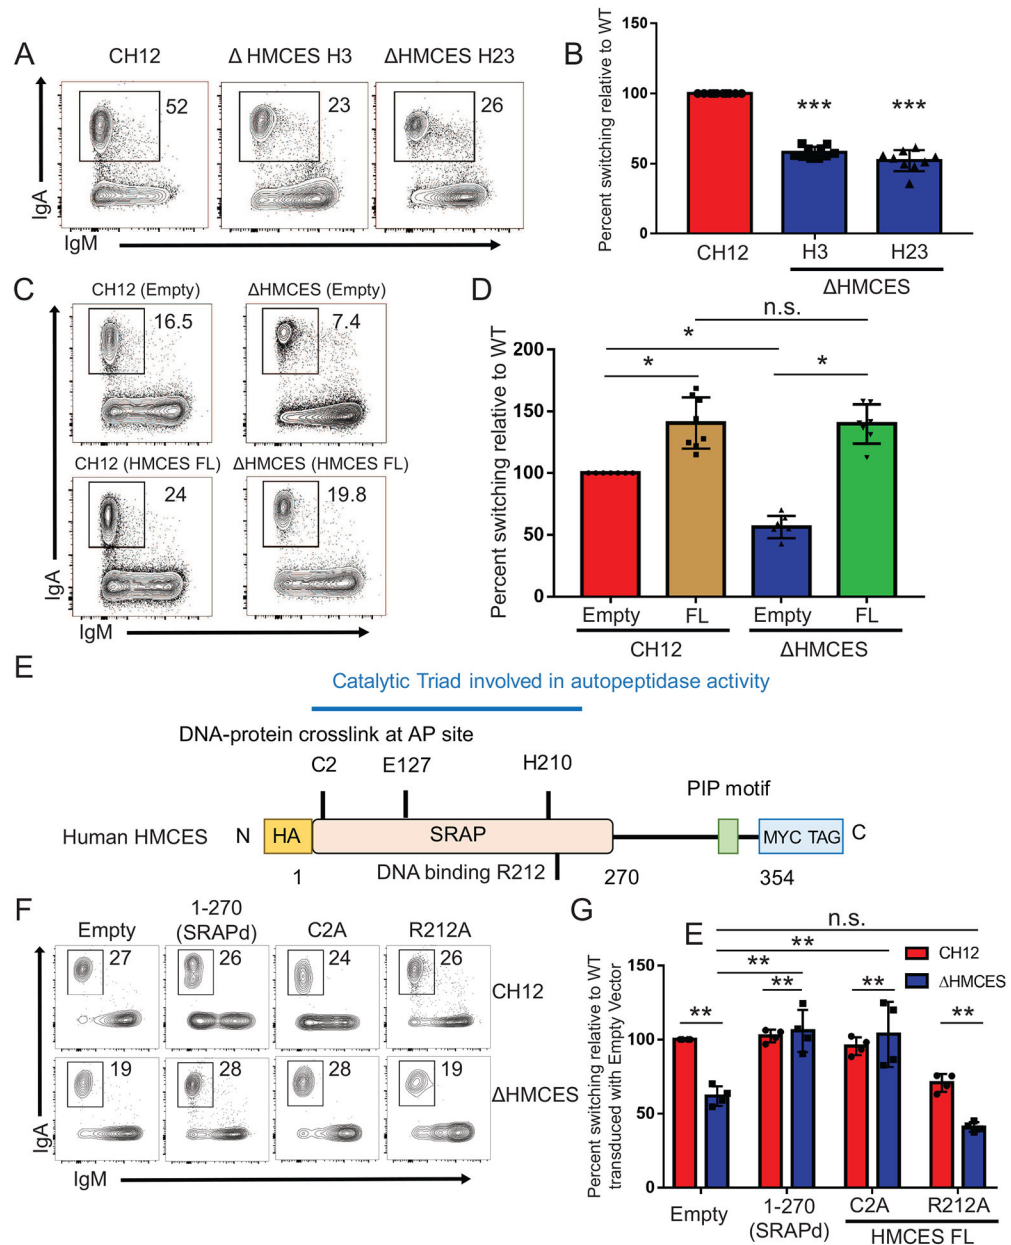 A
CH12
Δ HMCES H3
ΔHMCES H23
52
23
26
IgA
IgM
B
Percent switching relative to WT
150
100
50
0
***
***
CH12
H3
H23
ΔHMCES
C
CH12 (Empty)
ΔHMCES (Empty)
16.5
7.4
CH12 (HMCES FL)
ΔHMCES (HMCES FL)
24
19.8
IgA
IgM
D
Percent switching relative to WT
200
150
100
50
0
n.s.
*
*
*
Empty
FL
Empty
FL
CH12
ΔHMCES
E
Catalytic Triad involved in autopeptidase activity
DNA-protein crosslink at AP site
C2
E127
H210
PIP motif
Human HMCES
N
HA
SRAP
MYC TAG
C
DNA binding R212
1
270
354
F
Empty
1-270
(SRAPd)
C2A
R212A
27
26
24
26
CH12
19
28
28
19
ΔHMCES
IgA
IgM
G
E
n.s.
CH12
ΔHMCES
**
**
**
**
**
**
Percent switching relative to WT
transduced with Empty Vector
150
100
50
0
Empty
1-270
(SRAPd)
C2A
R212A
HMCES FL